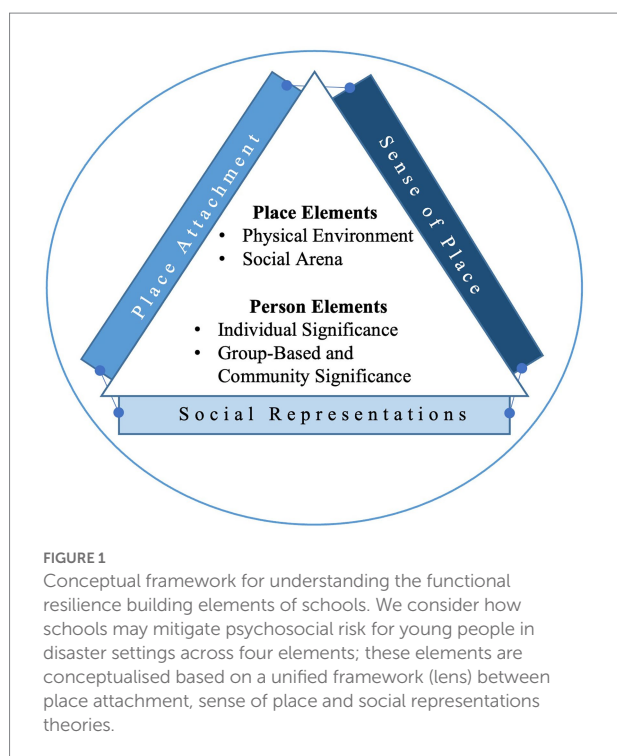 Place Attachment
Sense of Place
Place Elements
• Physical Environment
• Social Arena
Person Elements
• Individual Significance
• Group-Based and
Community Significance
Social Representations
FIGURE 1
Conceptual framework for understanding the functional
resilience building elements of schools. We consider how
schools may mitigate psychosocial risk for young people in
disaster settings across four elements; these elements are
conceptualised based on a unified framework (lens) between
place attachment, sense of place and social representations
theories.